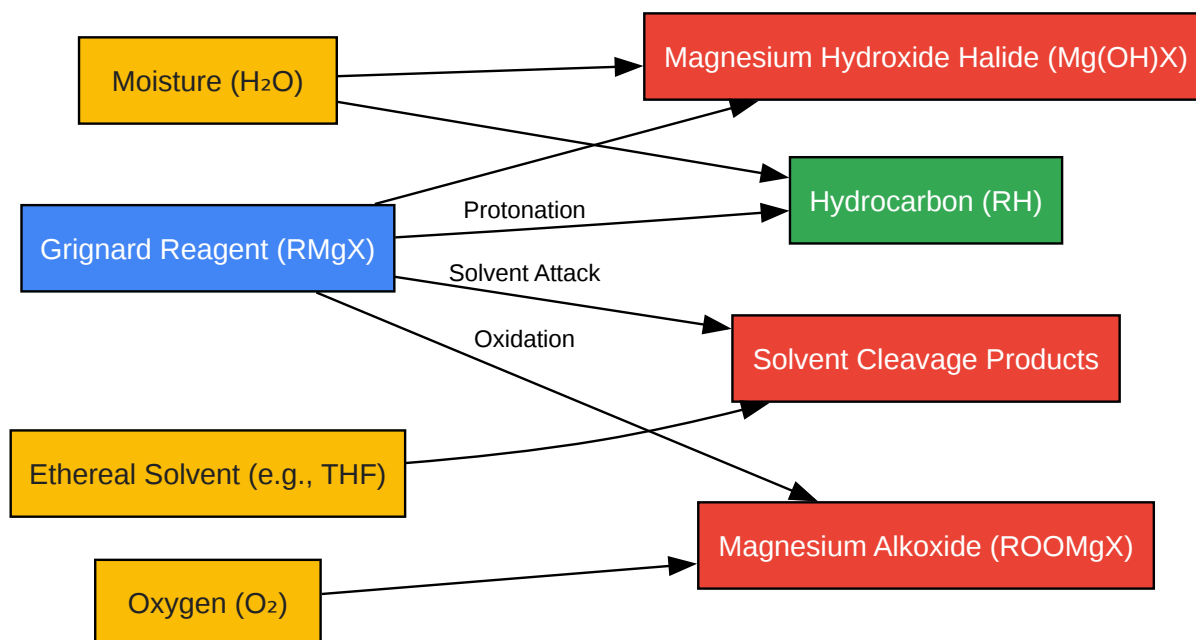 Moisture (H₂O)
Magnesium Hydroxide Halide (Mg(OH)X)
Hydrocarbon (RH)
Protonation
Grignard Reagent (RMgX)
Solvent Attack
Oxidation
Solvent Cleavage Products
Ethereal Solvent (e.g., THF)
Magnesium Alkoxide (ROOMgX)
Oxygen (O₂)